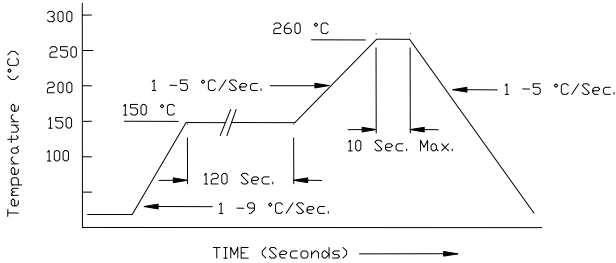 Temperature (°C)
300
250
200
150
100
260 °C
1 -5 °C/Sec.
150 °C
1 -5 °C/Sec.
10 Sec. Max.
120 Sec.
1 -9 °C/Sec.
TIME (Seconds)